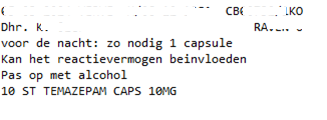 Dhr. K.
voor de nacht: zo nodig 1 capsule
Kan het reactievermogen beinvloeden
Pas op met alcohol
10 ST TEMAZEPAM CAPS 10MG